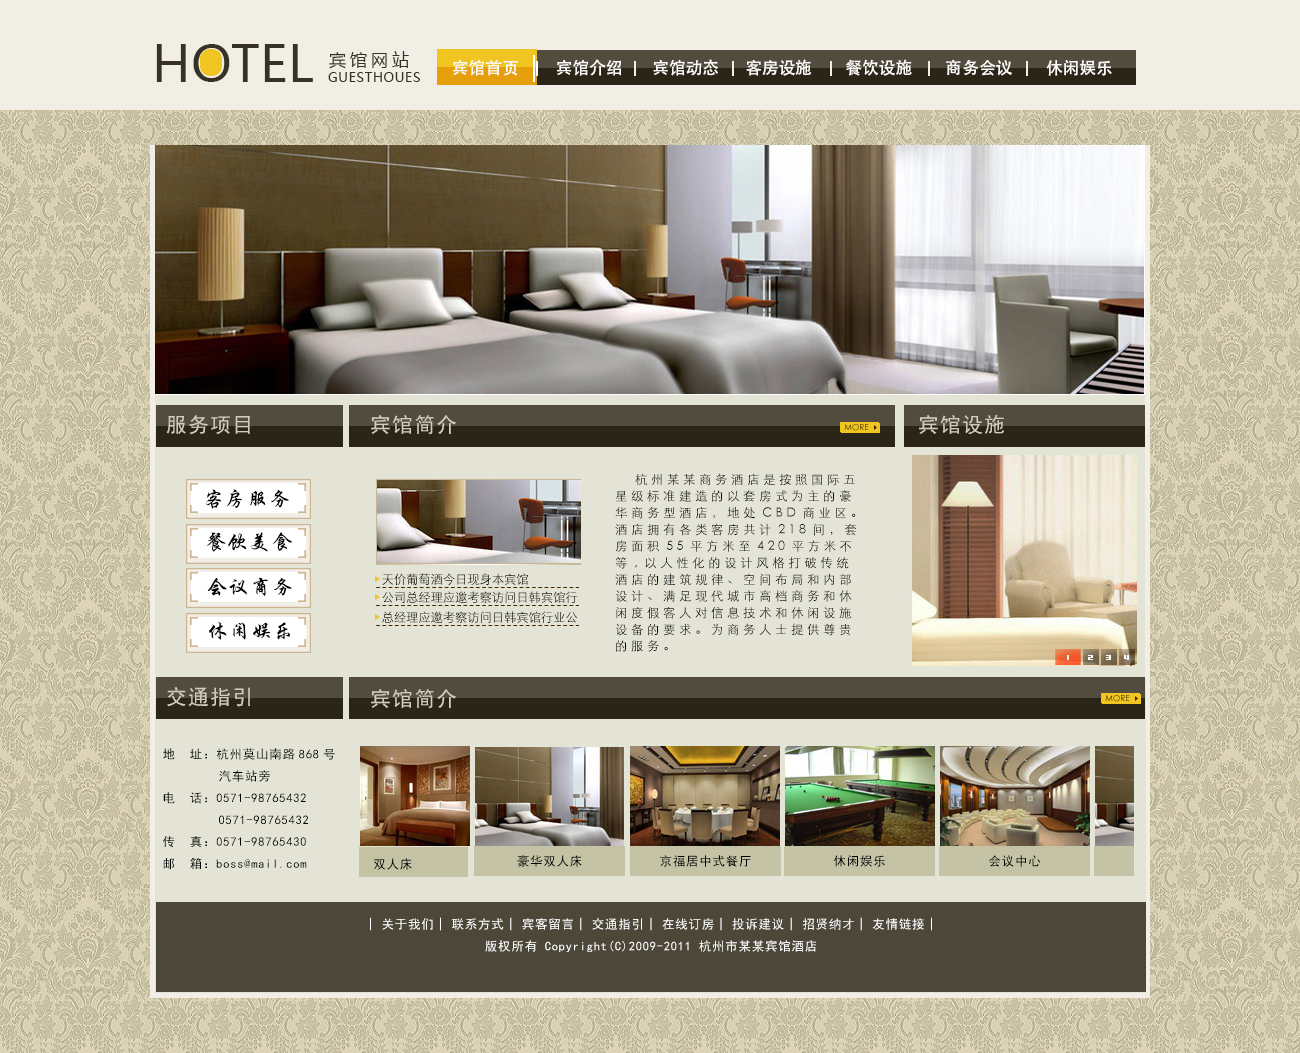 HOTEL 宾馆网站
GUESTHOUES
宾馆首页 宾馆介绍 宾馆动态 客房设施 餐饮设施 商务会议 休闲娱乐
服务项目 宾馆简介 MORE 宾馆设施
客房服务
餐饮美食
会议商务
休闲娱乐
天价葡萄酒今日现身本宾馆
公司总经理应邀考察访问日韩宾馆行
总经理应邀考察访问日韩宾馆行业公
杭州某某商务酒店是按照国际五
星级标准建造的以套房式为主的豪
华商务型酒店，地处CBD商业区。
酒店拥有各类客房共计218间，套
房面积55平方米至420平方米不
等，以人性化的设计风格打破传统
酒店的建筑规律、空间布局和内部
设计、满足现代城市高档商务和休
闲度假客人对信息技术和休闲设施
设备的要求。为商务人士提供尊贵
的服务。
1 2 3 4
交通指引 宾馆简介 MORE
地 址：杭州莫山南路868号
汽车站旁
电 话：0571-98765432
0571-98765432
传 真：0571-98765430
邮 箱：boss@mail.com
双人床 豪华双人床 京福居中式餐厅 休闲娱乐 会议中心
| 关于我们 | 联系方式 | 宾客留言 | 交通指引 | 在线订房 | 投诉建议 | 招贤纳才 | 友情链接 |
版权所有 Copyright(C)2009-2011 杭州市某某宾馆酒店